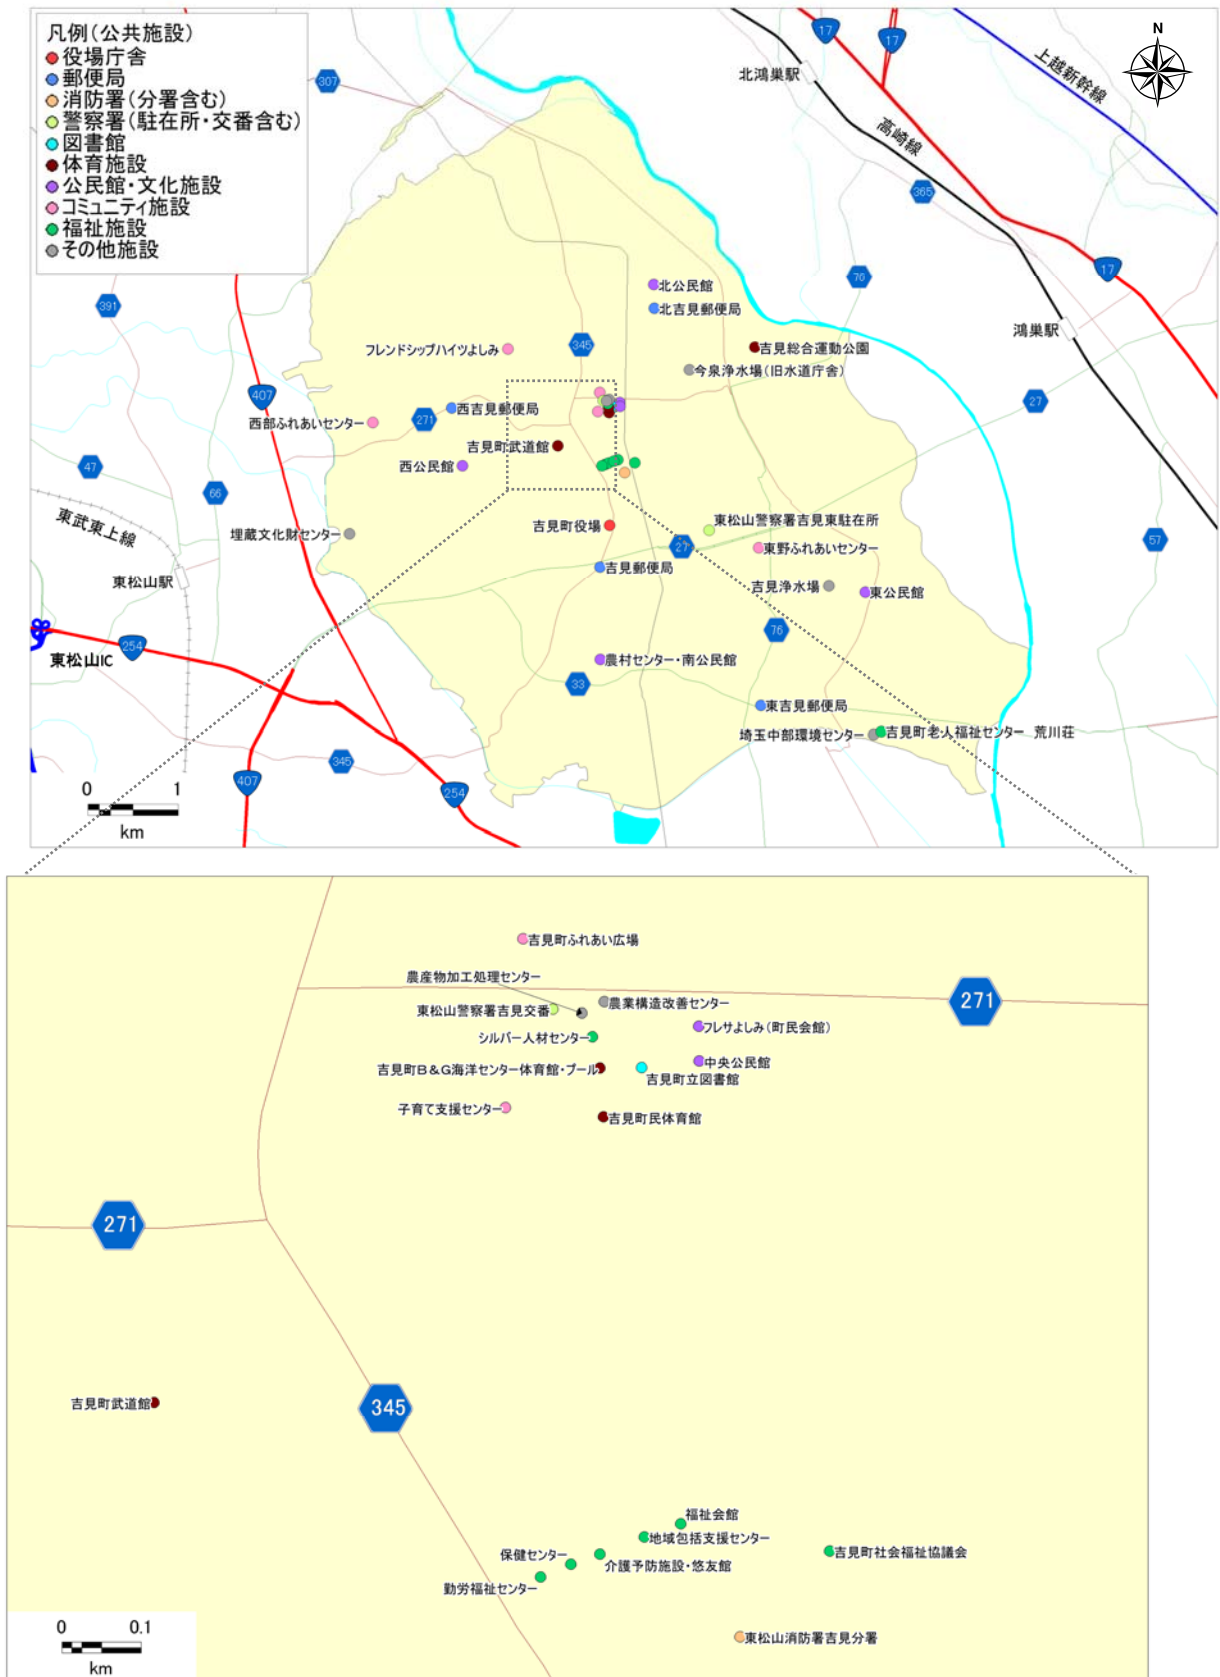 凡例(公共施設)
役場庁舎
郵便局
消防署(分署含む)
警察署(駐在所・交番含む)
図書館
体育施設
公民館・文化施設
コミュニティ施設
福祉施設
その他施設
N
17
17
上越新幹線
北鴻巣駅
307
高崎線
365
17
70
391
北公民館
北吉見郵便局
鴻巣駅
345
フレンドシップハイツよしみ
吉見総合運動公園
今泉浄水場(旧水道庁舎)
407
27
西吉見郵便局
271
西部ふれあいセンター
吉見町武道館
西公民館
47
66
東武東上線
埋蔵文化財センター
吉見町役場
東松山警察署吉見東駐在所
27
東野ふれあいセンター
57
吉見郵便局
東松山駅
吉見浄水場
東公民館
76
254
東松山IC
農村センター・南公民館
33
東吉見郵便局
埼玉中部環境センター
吉見町老人福祉センター 荒川荘
345
407
254
0 1
km
吉見町ふれあい広場
農産物加工処理センター
271
農業構造改善センター
東松山警察署吉見交番
フレサよしみ(町民会館)
シルバー人材センター
中央公民館
吉見町B&G海洋センター体育館・プール
吉見町立図書館
子育て支援センター
吉見町民体育館
271
吉見町武道館
345
福祉会館
地域包括支援センター
保健センター
介護予防施設・悠友館
吉見町社会福祉協議会
勤労福祉センター
東松山消防署吉見分署
0 0.1
km